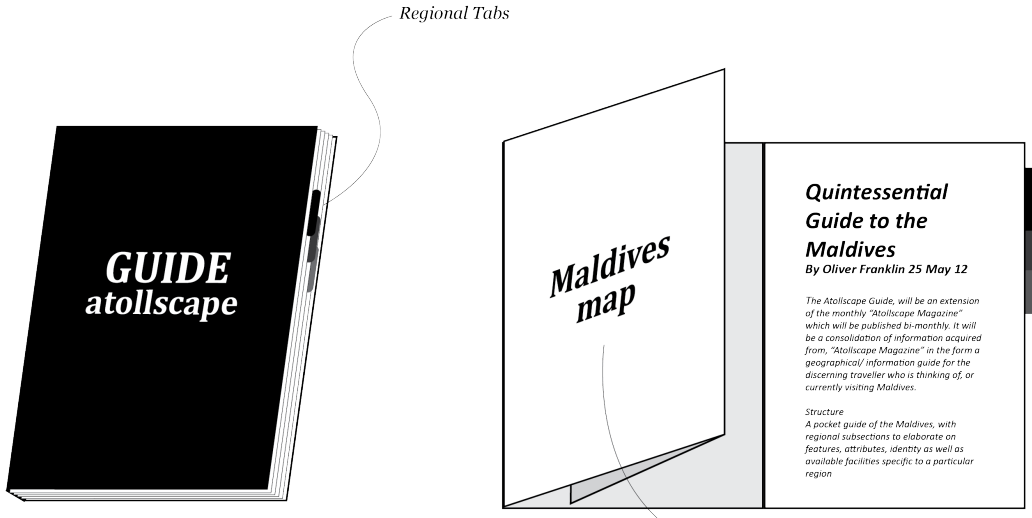 Regional Tabs
GUIDE
atollscape
Maldives
map
Quintessential
Guide to the
Maldives
By Oliver Franklin 25 May 12
The Atollscape Guide, will be an extension
of the monthly “Atollscape Magazine”
which will be published bi-monthly. It will
be a consolidation of information acquired
from, “Atollscape Magazine” in the form a
geographical/ information guide for the
discerning traveller who is thinking of, or
currently visiting Maldives.
Structure
A pocket guide of the Maldives, with
regional subsections to elaborate on
features, attributes, identity as well as
available facilities specific to a particular
region